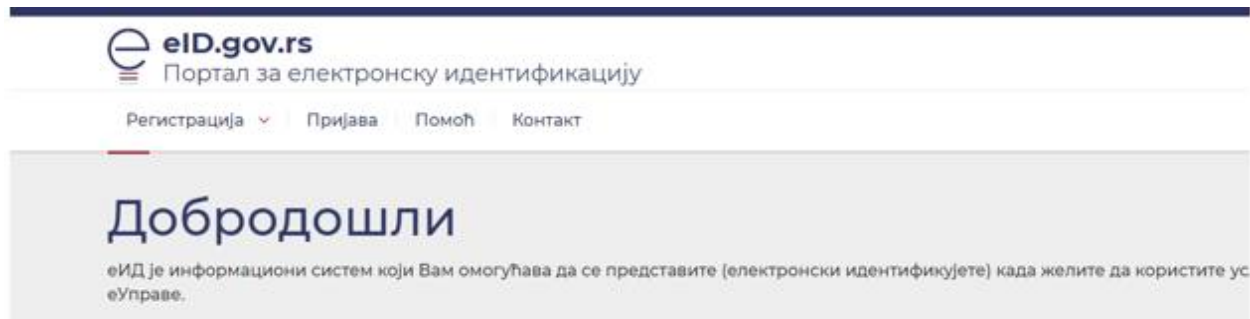 eID.gov.rs
Портал за електронску идентификацију
Регистрација Пријава Помоћ Контакт
Добродошли
еИД је информациони систем који Вам омогућава да се представите (електронски идентификујете) када желите да користите
еУправе.